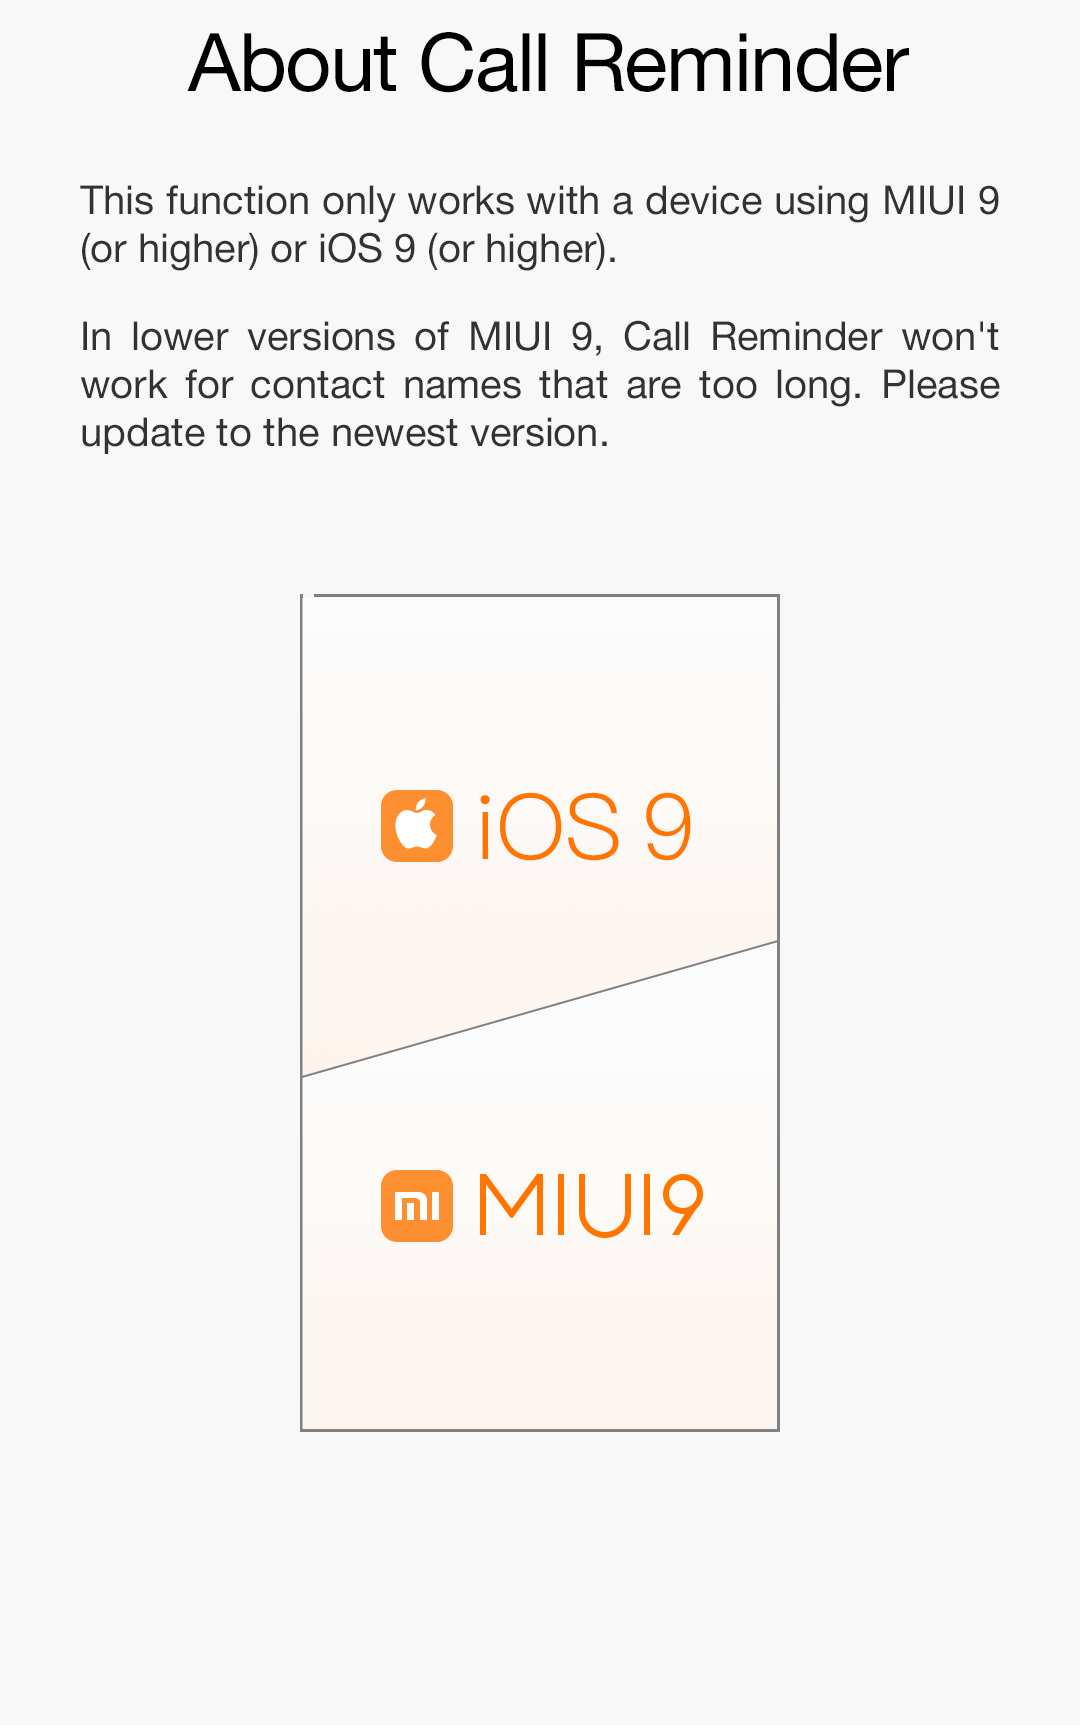 About Call Reminder
This function only works with a device using MIUI 9
(or higher) or iOS 9 (or higher).
In lower versions of MIUI 9, Call Reminder won't
work for contact names that are too long. Please
update to the newest version.
iOS 9
mi MIUI9